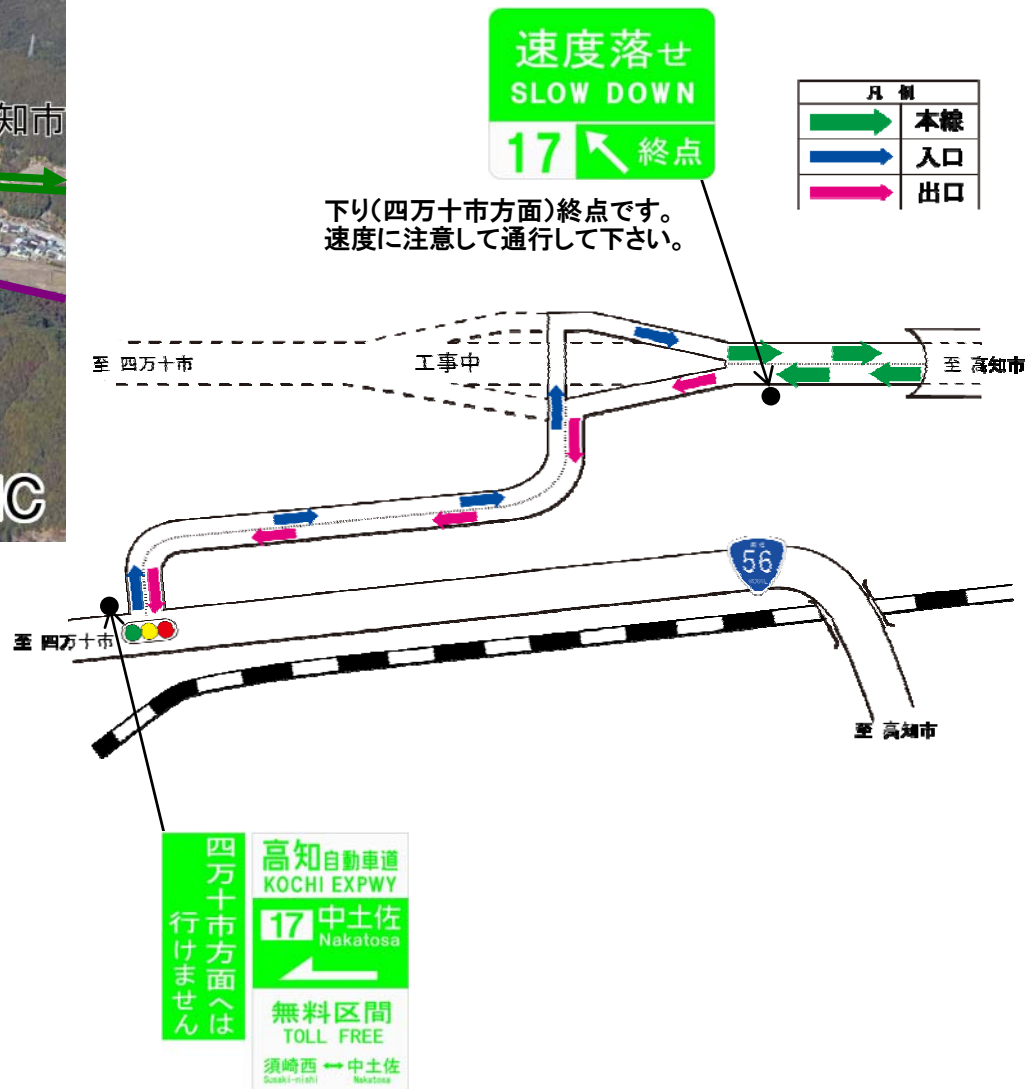 知市
IC
速度落せ
SLOW DOWN
17 終点
凡例
本線
入口
出口
下り(四万十市方面)終点です。
速度に注意して通行して下さい。
至 四万十市
工事中
至 高知市
56
至 四万十市
至 高知市
四万十市方面へは
行けません
高知自動車道
KOCHI EXPWY
17 中土佐
Nakatosa
無料区間
TOLL FREE
須崎西 ↔ 中土佐
Susaki-nishi Nakatosa